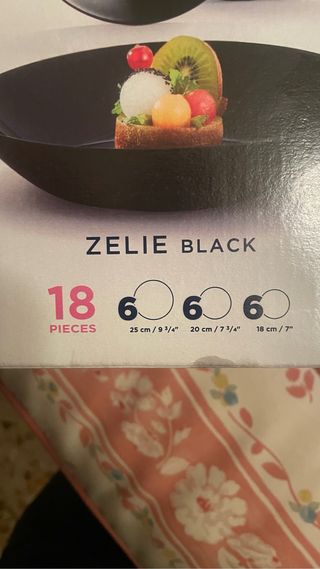 ZELIE BLACK
18 6 6 6
PIECES 25 cm / 9 3/4" 20 cm / 7 3/4" 18 cm / 7"